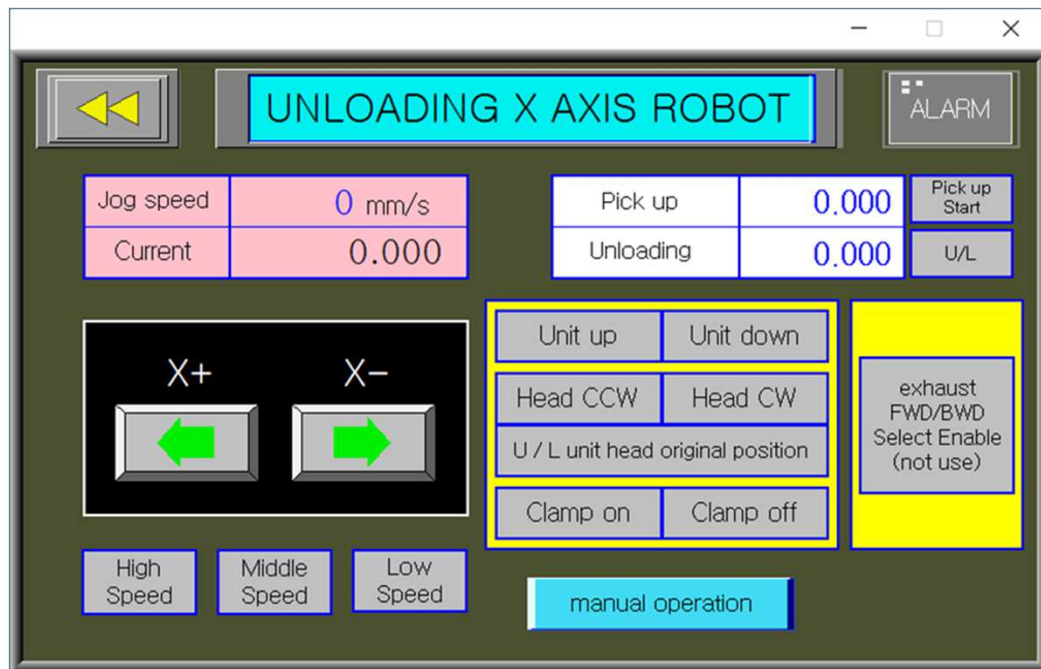 UNLOADING X AXIS ROBOT
ALARM
Jog speed 0 mm/s
Current 0.000
Pick up 0.000
Pick up
Start
Unloading 0.000
U/L
X+ X-
Unit up Unit down
Head CCW Head CW
U / L unit head original position
Clamp on Clamp off
exhaust
FWD/BWD
Select Enable
(not use)
High
Speed
Middle
Speed
Low
Speed
manual operation